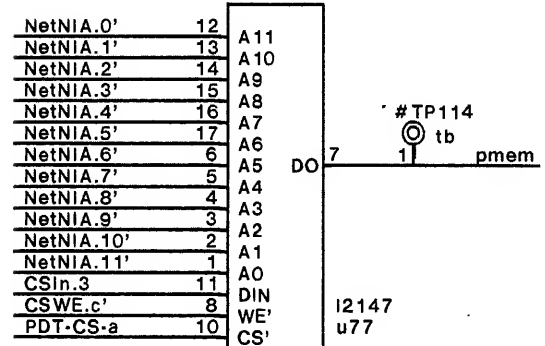 NetNIA.0' 12 A11
NetNIA.1' 13 A10
NetNIA.2' 14 A9
NetNIA.3' 15 A8
NetNIA.4' 16 A7
NetNIA.5' 17 A6
NetNIA.6' 6 A5 DO 7 1 pmem
#TP114
tb
NetNIA.7' 5 A4
NetNIA.8' 4 A3
NetNIA.9' 3 A2
NetNIA.10' 2 A1
NetNIA.11' 1 A0
CSIn.3 11 DIN
CSWE.c' 8 WE'
PDT-CS-a 10 CS'
I2147
u77